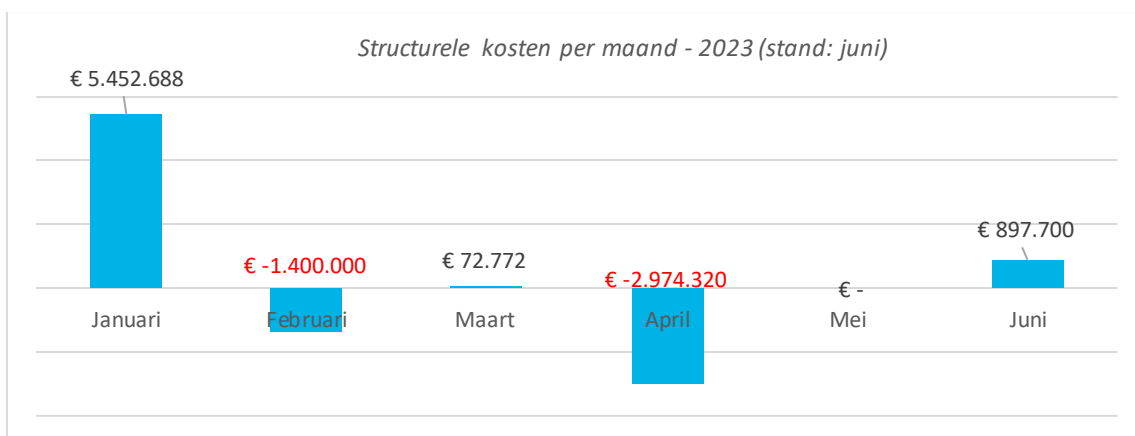 Structurele kosten per maand - 2023 (stand: juni)
€ 5.452.688
€ -1.400.000
€ 72.772
€ -2.974.320
€ -
€ 897.700
Januari
Februari
Maart
April
Mei
Juni